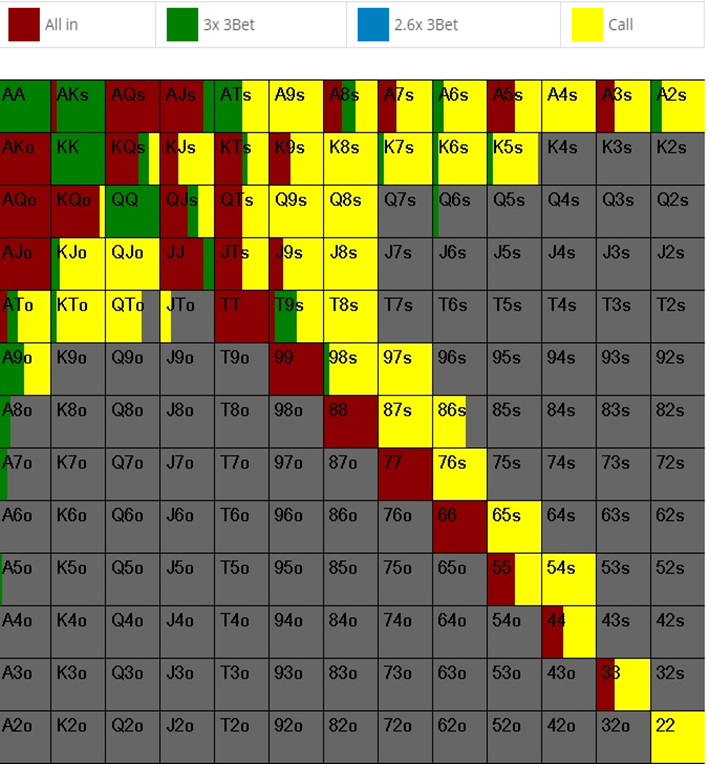 All in 3x 3Bet 2.6x 3Bet Call
AA AKs AQs AJs ATs A9s A8s A7s A6s A5s A4s A3s A2s
AKo KK KQs KJs KTs K9s K8s K7s K6s K5s K4s K3s K2s
AQo KQo QQ QJs QTs Q9s Q8s Q7s Q6s Q5s Q4s Q3s Q2s
AJo KJo QJo JJ JTs J9s J8s J7s J6s J5s J4s J3s J2s
ATo KTo QTo JTo TT T9s T8s T7s T6s T5s T4s T3s T2s
A9o K9o Q9o J9o T9o 99 98s 97s 96s 95s 94s 93s 92s
A8o K8o Q8o J8o T8o 98o 88 87s 86s 85s 84s 83s 82s
A7o K7o Q7o J7o T7o 97o 87o 77 76s 75s 74s 73s 72s
A6o K6o Q6o J6o T6o 96o 86o 76o 66 65s 64s 63s 62s
A5o K5o Q5o J5o T5o 95o 85o 75o 65o 55 54s 53s 52s
A4o K4o Q4o J4o T4o 94o 84o 74o 64o 54o 44 43s 42s
A3o K3o Q3o J3o T3o 93o 83o 73o 63o 53o 43o 33 32s
A2o K2o Q2o J2o T2o 92o 82o 72o 62o 52o 42o 32o 22